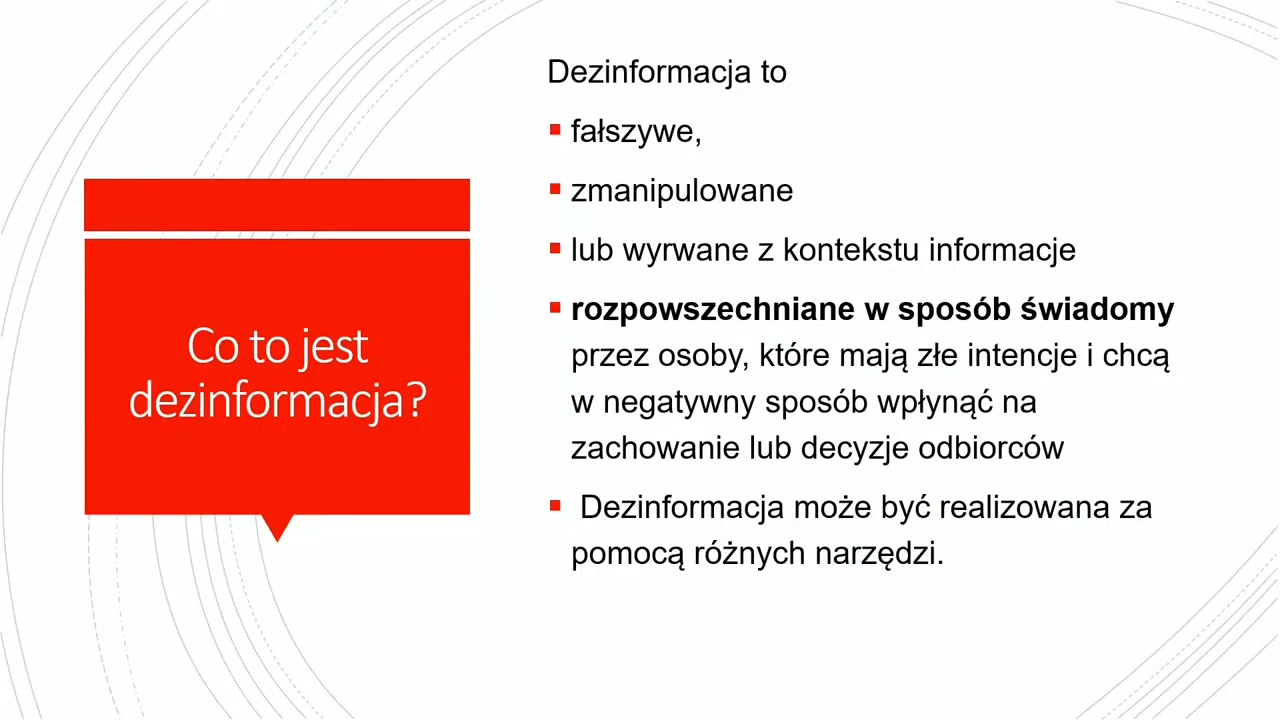 Co to jest
dezinformacja?
Dezinformacja to
fałszywe,
zmanipulowane
lub wyrwane z kontekstu informacje
rozpowszechniane w sposób świadomy
przez osoby, które mają złe intencje i chcą
w negatywny sposób wpłynąć na
zachowanie lub decyzje odbiorców
Dezinformacja może być realizowana za
pomocą różnych narzędzi.